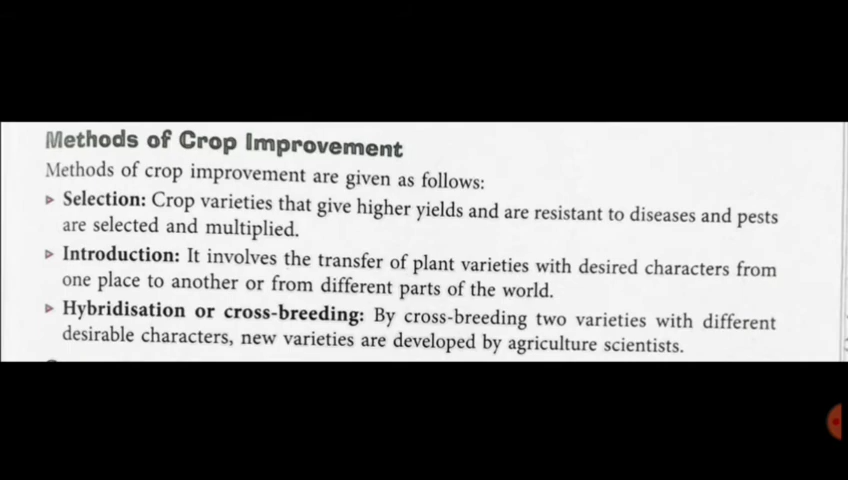 Methods of Crop Improvement
Methods of crop improvement are given as follows:
▹ Selection: Crop varieties that give higher yields and are resistant to diseases and pests
are selected and multiplied.
▹ Introduction: It involves the transfer of plant varieties with desired characters from
one place to another or from different parts of the world.
▹ Hybridisation or cross-breeding: By cross-breeding two varieties with different
desirable characters, new varieties are developed by agriculture scientists.